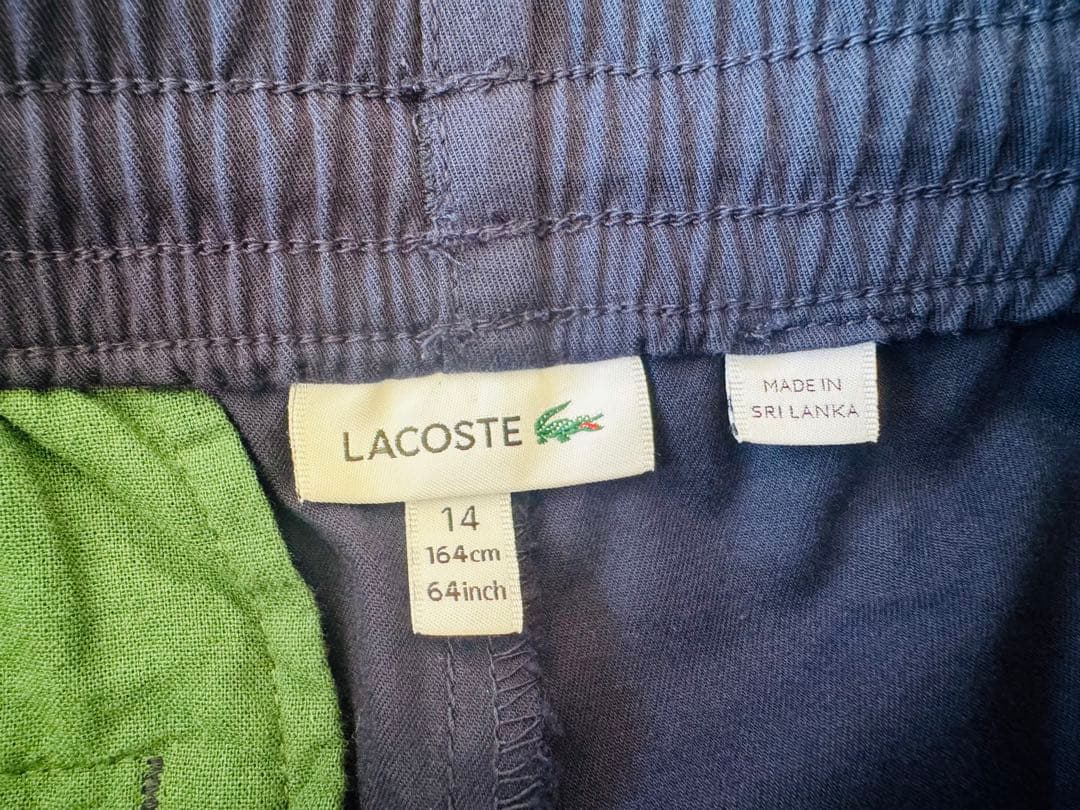 LACOSTE
14
164cm
64inch
MADE IN
SRI LANKA